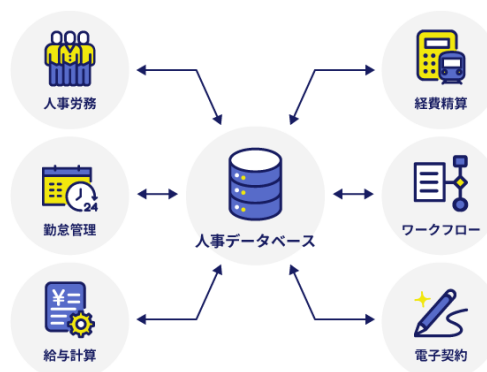 人事労務
経費精算
24
勤怠管理
人事データベース
ワークフロー
¥
給与計算
電子契約